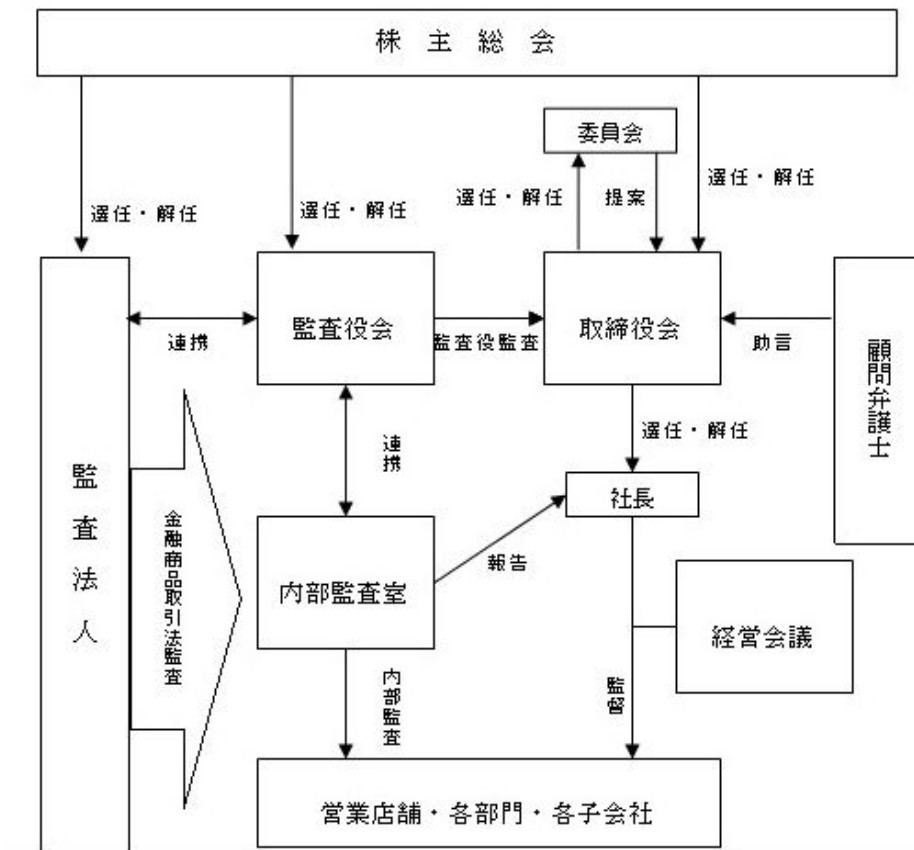 株主総会
委員会
選任・解任
選任・解任
選任・解任
提案
選任・解任
監査役会
取締役会
連携
監査役監査
助言
顧問弁護士
選任・解任
連携
社長
監査法人
金融商品取引法監査
内部監査室
報告
経営会議
内部監査
監督
営業店舗・各部門・各子会社